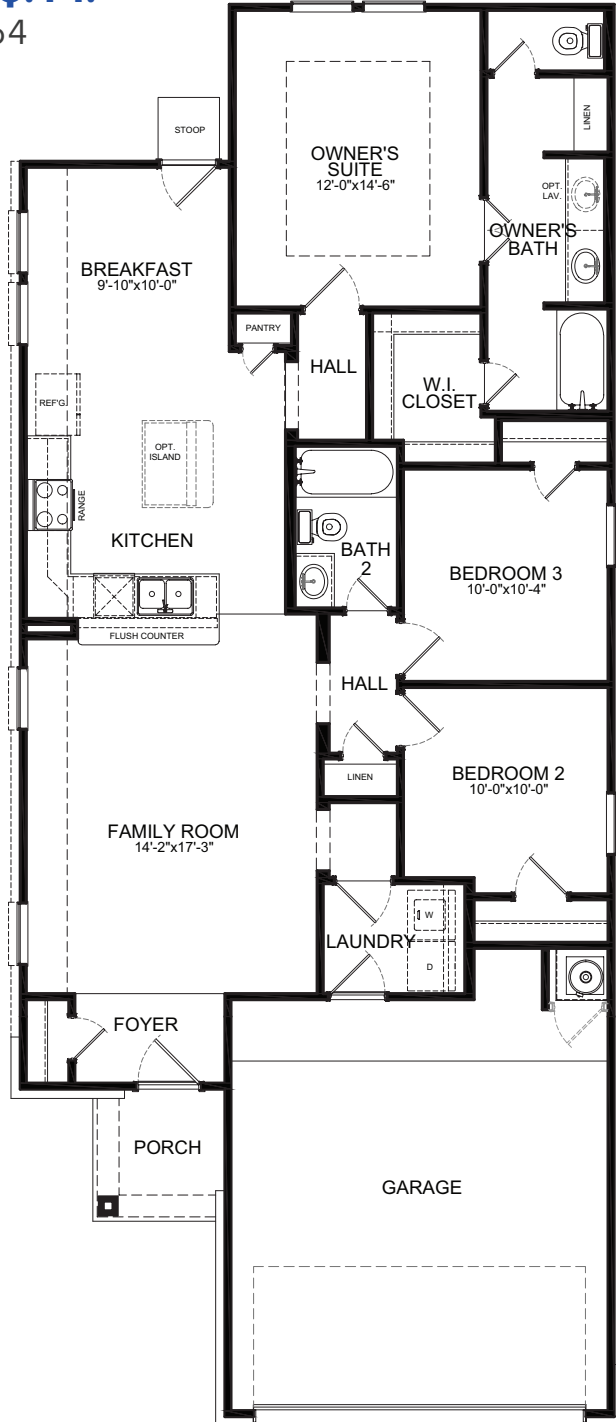 STOOP
LINEN
OWNER'S
SUITE
12'-0"x14'-6"
OPT.
LAV.
OWNER'S
BATH
BREAKFAST
9'-10"x10'-0"
PANTRY
HALL
W.I.
CLOSET
REF'G.
OPT.
ISLAND
RANGE
KITCHEN
BATH
2
BEDROOM 3
10'-0"x10'-4"
FLUSH COUNTER
HALL
LINEN
BEDROOM 2
10'-0"x10'-0"
FAMILY ROOM
14'-2"x17'-3"
W
LAUNDRY
D
FOYER
PORCH
GARAGE